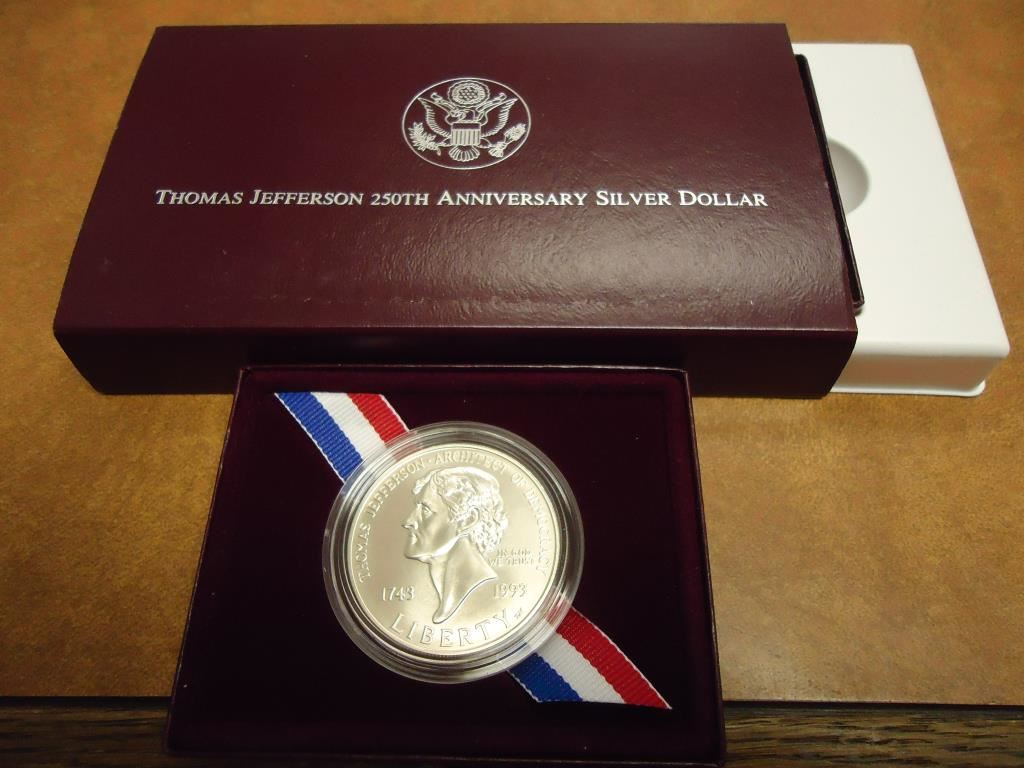 THOMAS JEFFERSON 250TH ANNIVERSARY SILVER DOLLAR
THOMAS JEFFERSON · ARCHITECT OF DEMOCRACY
IN GOD
WE TRUST
1743 1993
LIBERTY